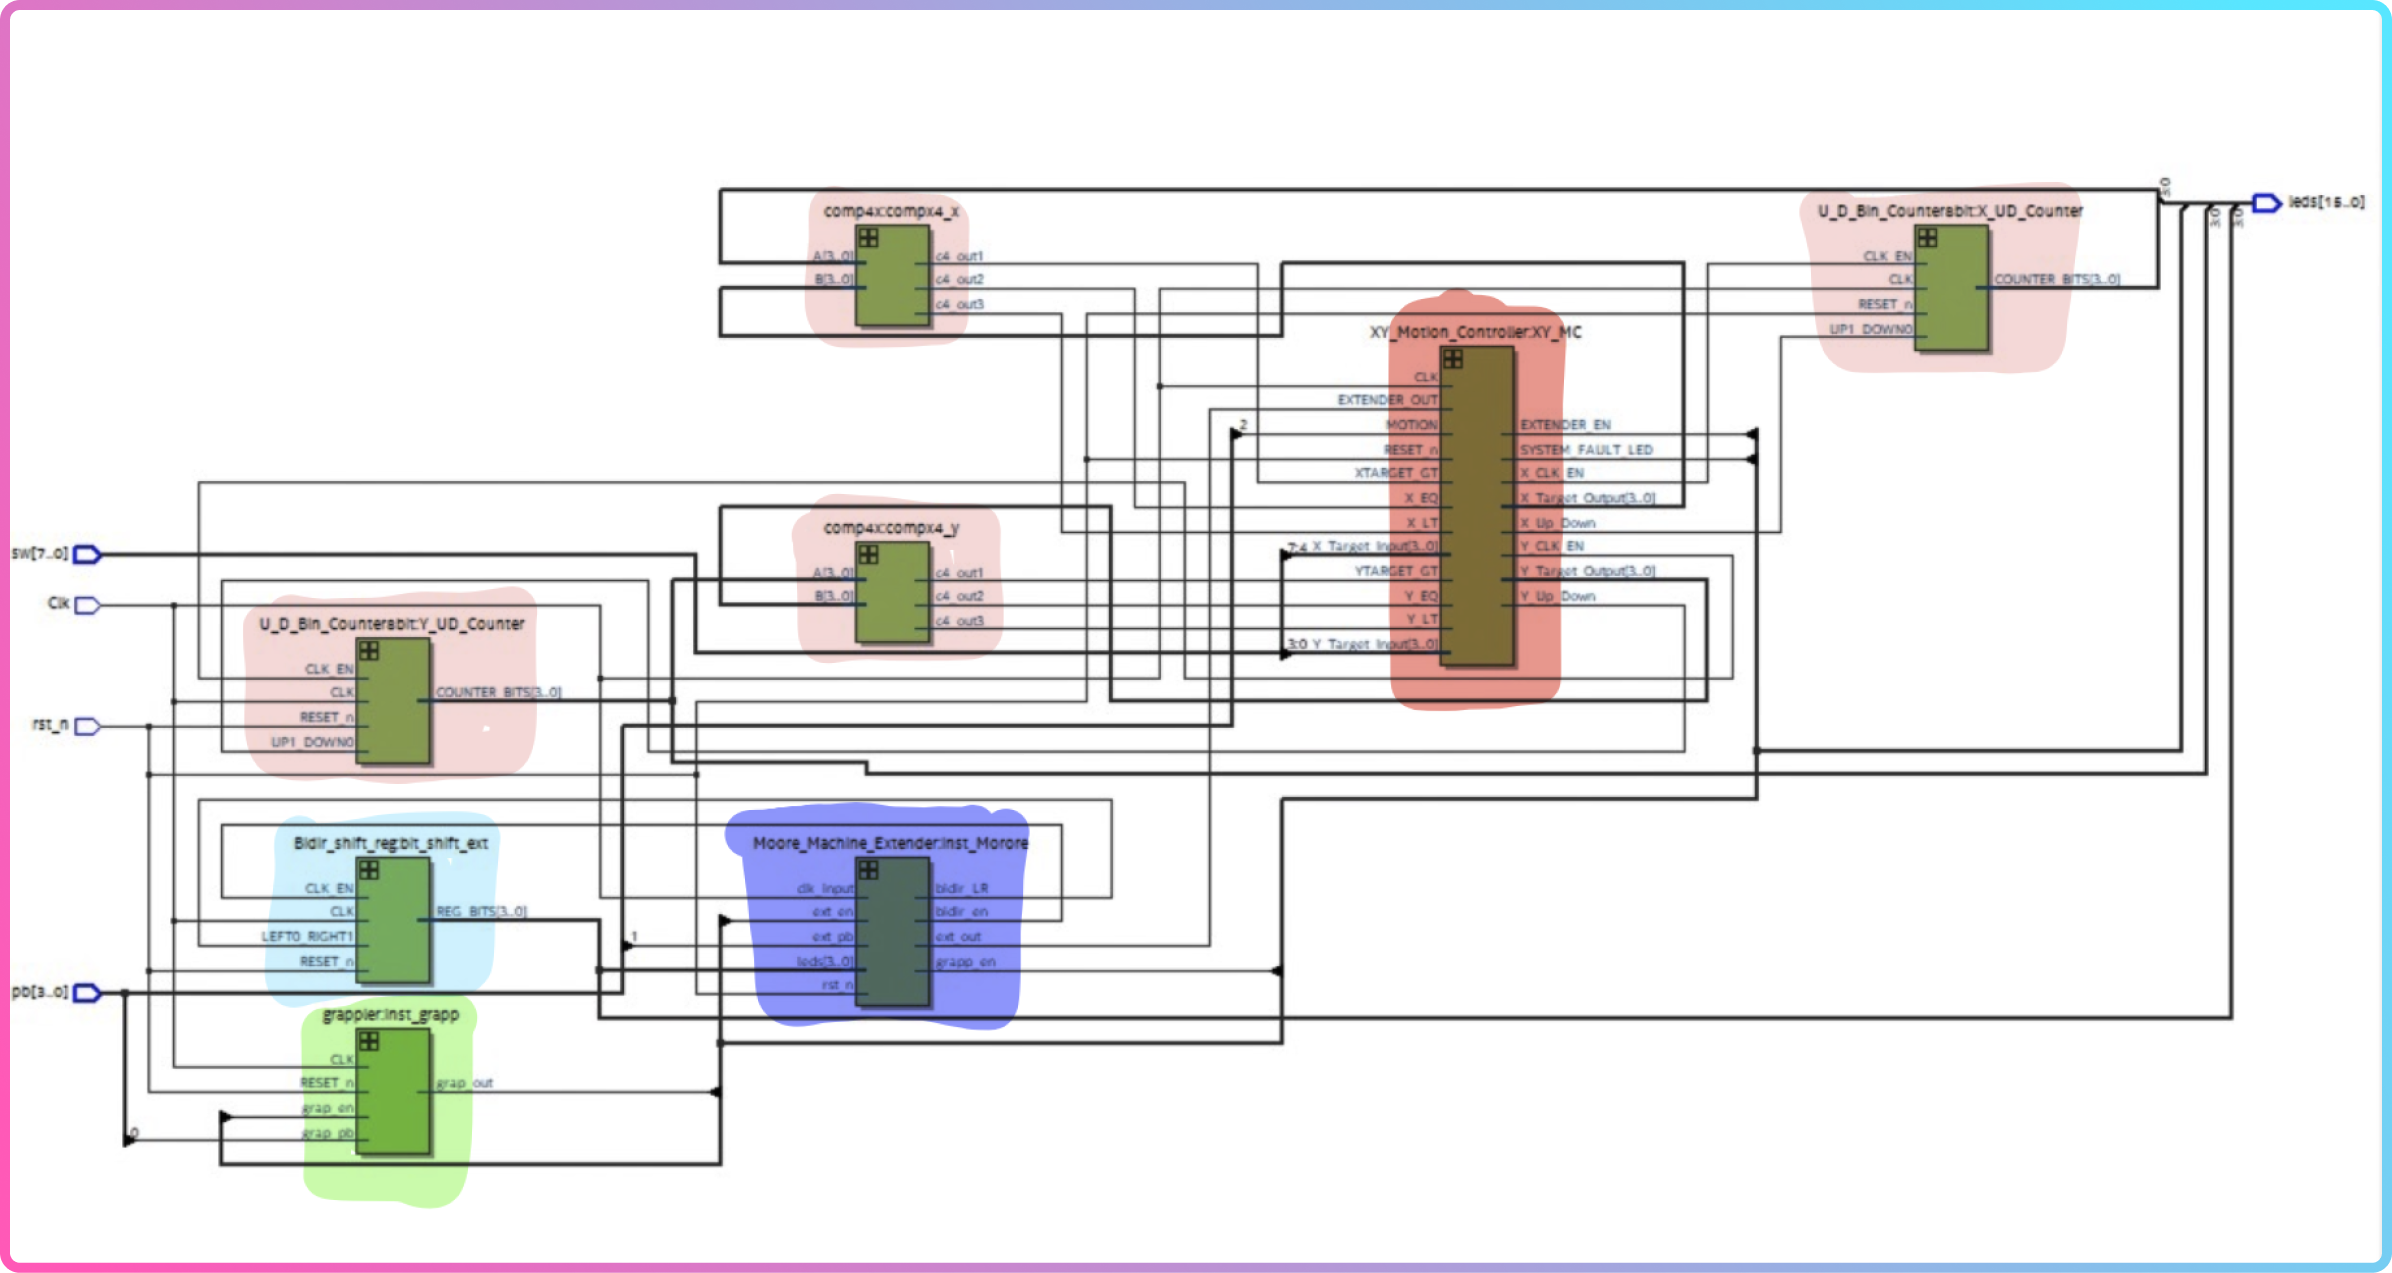 comp4x:compx4_x
A[3..0]
B[3..0]
c4_out1
c4_out2
c4_out3
U_D_Bin_Counter8bit:X_UD_Counter
CLK_EN
CLK
RESET_n
UP1_DOWN0
COUNTER_BITS[3..0]
3:0
3:0
3:0
leds[15..0]
XY_Motion_Controller:XY_MC
CLK
EXTENDER_OUT
2
MOTION
RESET_n
XTARGET_GT
X_EQ
X_LT
7:4 X_Target_Input[3..0]
YTARGET_GT
Y_EQ
Y_LT
3:0 Y_Target_Input[3..0]
EXTENDER_EN
SYSTEM_FAULT_LED
X_CLK_EN
X_Target_Output[3..0]
X_Up_Down
Y_CLK_EN
Y_Target_Output[3..0]
Y_Up_Down
comp4x:compx4_y
A[3..0]
B[3..0]
c4_out1
c4_out2
c4_out3
sw[7..0]
Clk
rst_n
pb[3..0]
U_D_Bin_Counter8bit:Y_UD_Counter
CLK_EN
CLK
RESET_n
UP1_DOWN0
COUNTER_BITS[3..0]
Bidir_shift_reg:bit_shift_ext
CLK_EN
CLK
LEFT0_RIGHT1
RESET_n
REG_BITS[3..0]
Moore_Machine_Extender:Inst_Morore
clk_input
ext_en
1
ext_pb
leds[3..0]
rst_n
bidir_LR
bidir_en
ext_out
grapp_en
grappler:inst_grapp
CLK
RESET_n
grap_en
0
grap_pb
grap_out